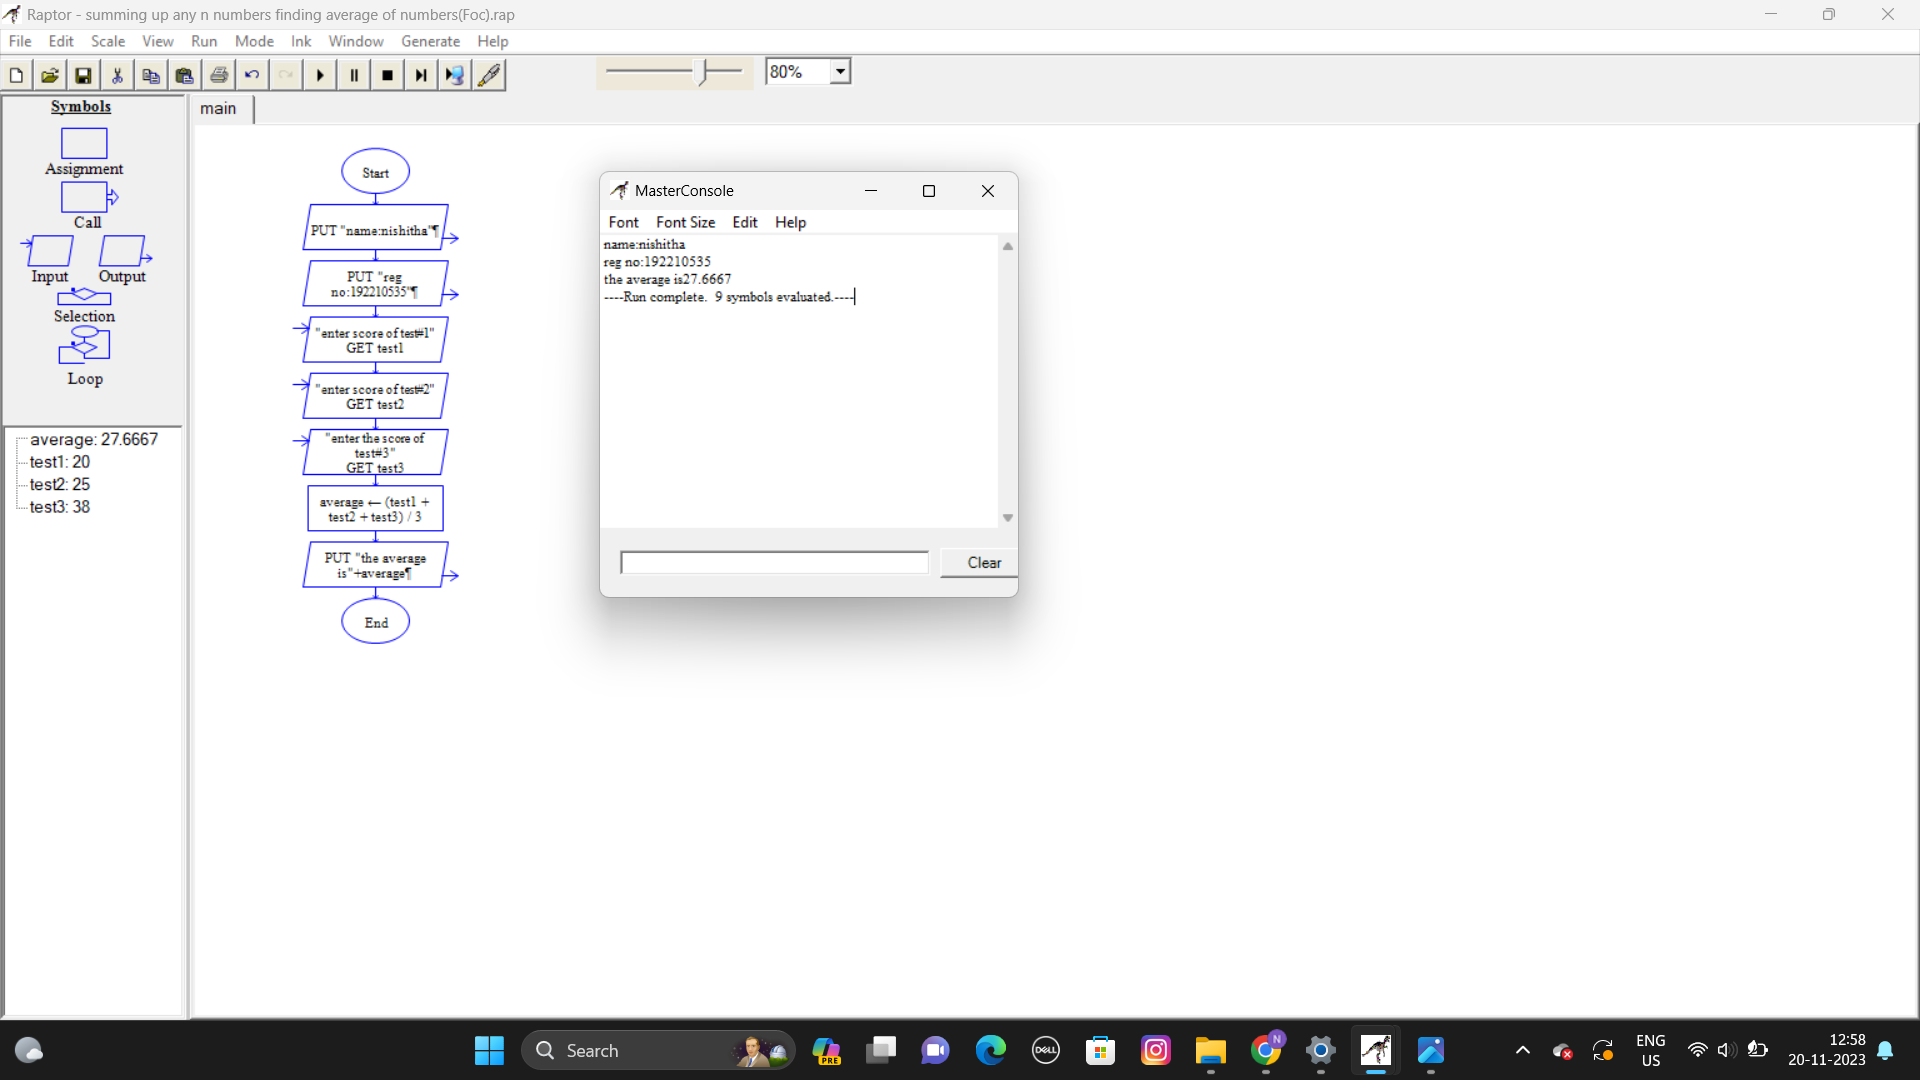 Raptor - summing up any n numbers finding average of numbers(Foc).rap
File Edit Scale View Run Mode Ink Window Generate Help
80%
Symbols
Assignment
Call
Input Output
Selection
Loop
average: 27.6667
test1: 20
test2: 25
test3: 38
main
Start
PUT "name:nishitha"¶
PUT "reg
no:192210535"¶
"enter score of test#1"
GET test1
"enter score of test#2"
GET test2
"enter the score of
test#3"
GET test3
average ← (test1 +
test2 + test3) / 3
PUT "the average
is"+average¶
End
MasterConsole
Font Font Size Edit Help
name:nishitha
reg no:192210535
the average is27.6667
----Run complete.  9 symbols evaluated.----
Clear
Search
PRE
DELL
N
ENG
US
12:58
20-11-2023